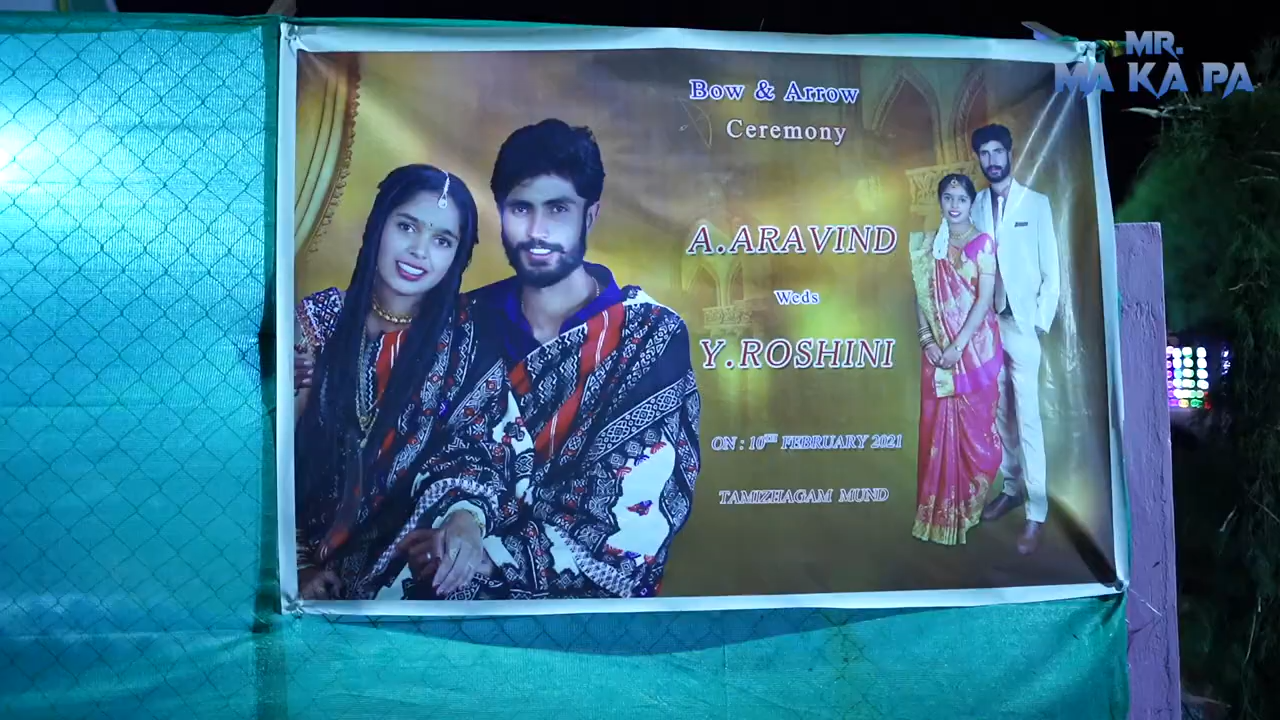 MR.
MA KA PA
Bow & Arrow
Ceremony
A.ARAVIND
Weds
Y.ROSHINI
ON : 10TH FEBRUARY 2021
TAMIZHAGAM MUND